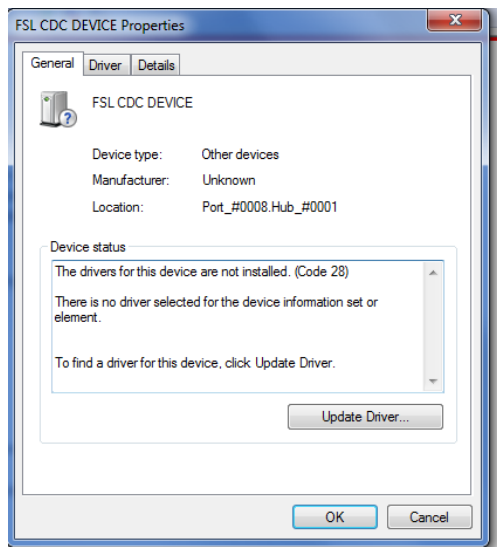 FSL CDC DEVICE Properties
General Driver Details
FSL CDC DEVICE
Device type: Other devices
Manufacturer: Unknown
Location: Port_#0008.Hub_#0001
Device status
The drivers for this device are not installed. (Code 28)
There is no driver selected for the device information set or
element.
To find a driver for this device, click Update Driver.
Update Driver...
OK Cancel